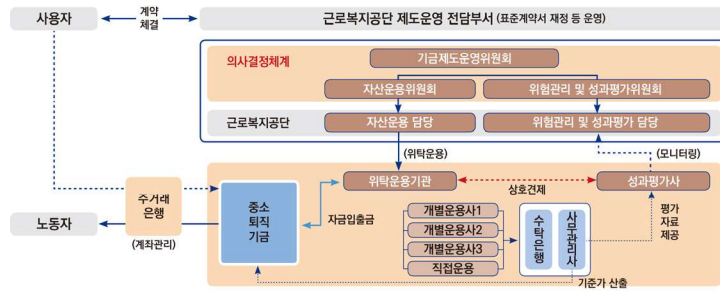 사용자
계약
체결
근로복지공단 제도운영 전담부서 (표준계약서 재정 등 운영)
의사결정체계
기금제도운영위원회
자산운용위원회
위험관리 및 성과평가위원회
근로복지공단
자산운용 담당
위험관리 및 성과평가 담당
(위탁운용)
(모니터링)
위탁운용기관
상호견제
성과평가사
주거래
은행
(계좌관리)
노동자
중소
퇴직
기금
자금입출금
개별운용사1
개별운용사2
개별운용사3
직접운용
수탁은행
사무관리사
평가
자료
제공
기준가 산출